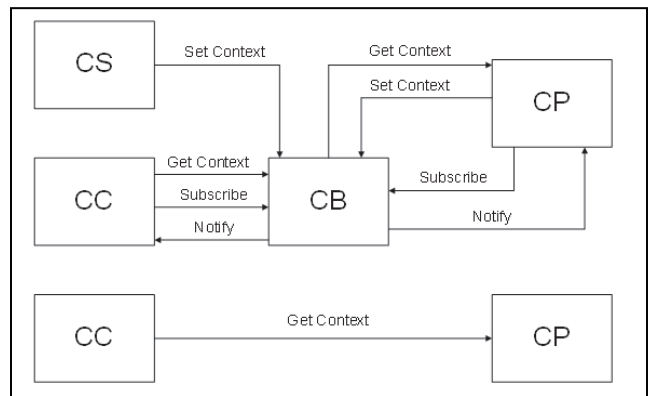 CS
Set Context
Get Context
Set Context
CP
CC
Get Context
Subscribe
Notify
CB
Subscribe
Notify
CC
Get Context
CP